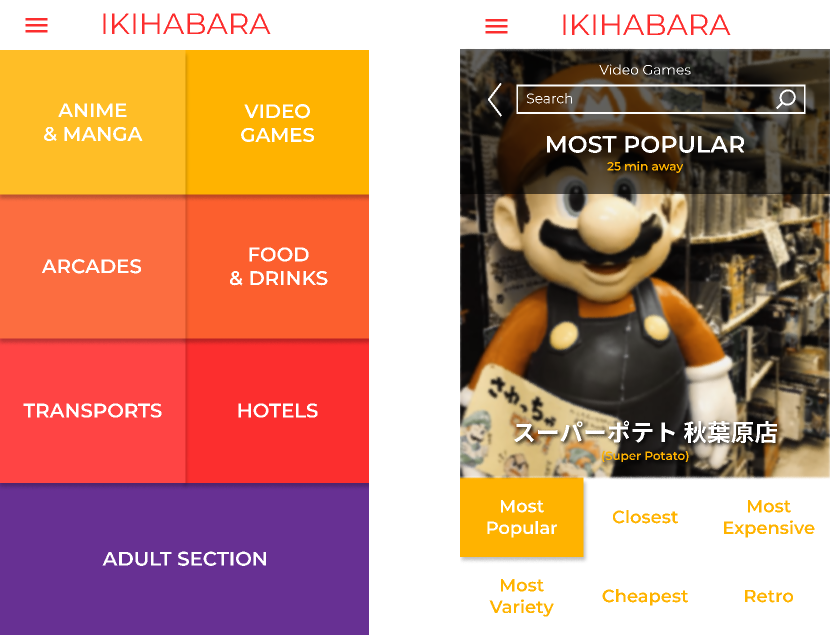 IKIHABARA
ANIME
& MANGA
VIDEO
GAMES
ARCADES
FOOD
& DRINKS
TRANSPORTS
HOTELS
ADULT SECTION
IKIHABARA
Video Games
Search
MOST POPULAR
25 min away
さわっちゃ
スーパーポテト 秋葉原店
(Super Potato)
Most
Popular
Closest
Most
Expensive
Most
Variety
Cheapest
Retro